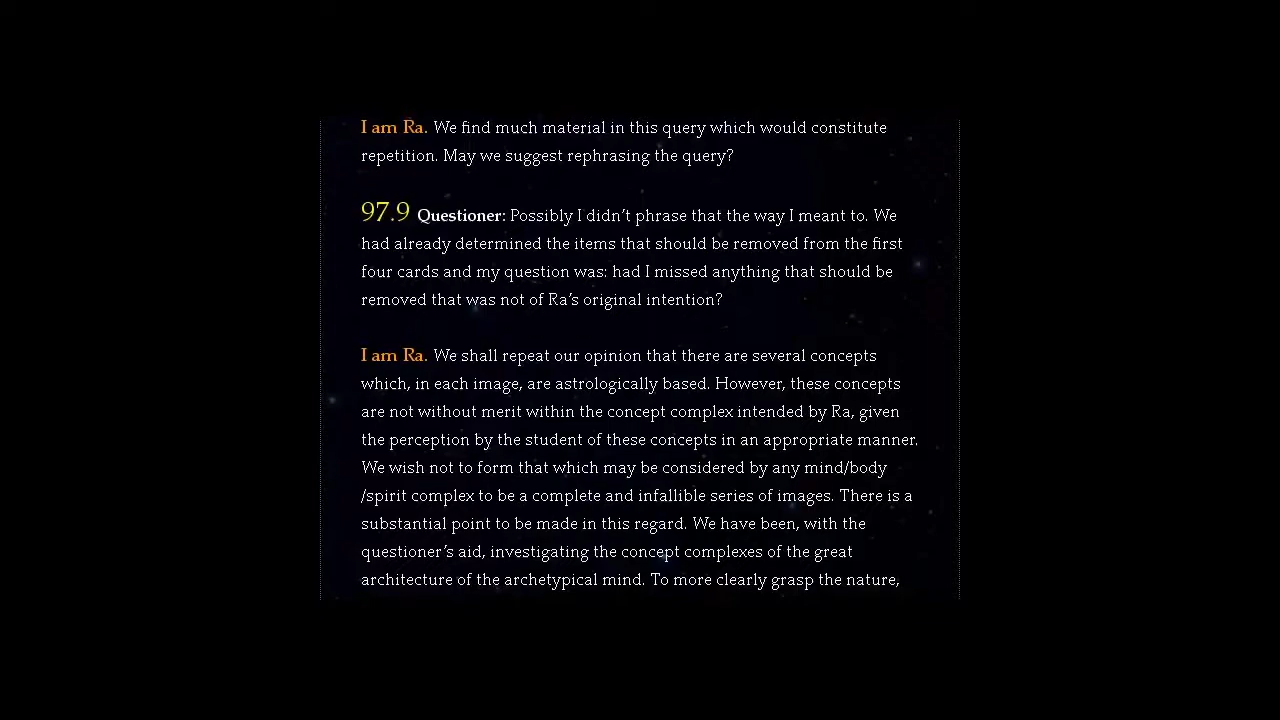 I am Ra. We find much material in this query which would constitute
repetition. May we suggest rephrasing the query?
97.9 Questioner: Possibly I didn’t phrase that the way I meant to. We
had already determined the items that should be removed from the first
four cards and my question was: had I missed anything that should be
removed that was not of Ra’s original intention?
I am Ra. We shall repeat our opinion that there are several concepts
which, in each image, are astrologically based. However, these concepts
are not without merit within the concept complex intended by Ra, given
the perception by the student of these concepts in an appropriate manner.
We wish not to form that which may be considered by any mind/body
/spirit complex to be a complete and infallible series of images. There is a
substantial point to be made in this regard. We have been, with the
questioner’s aid, investigating the concept complexes of the great
architecture of the archetypical mind. To more clearly grasp the nature,